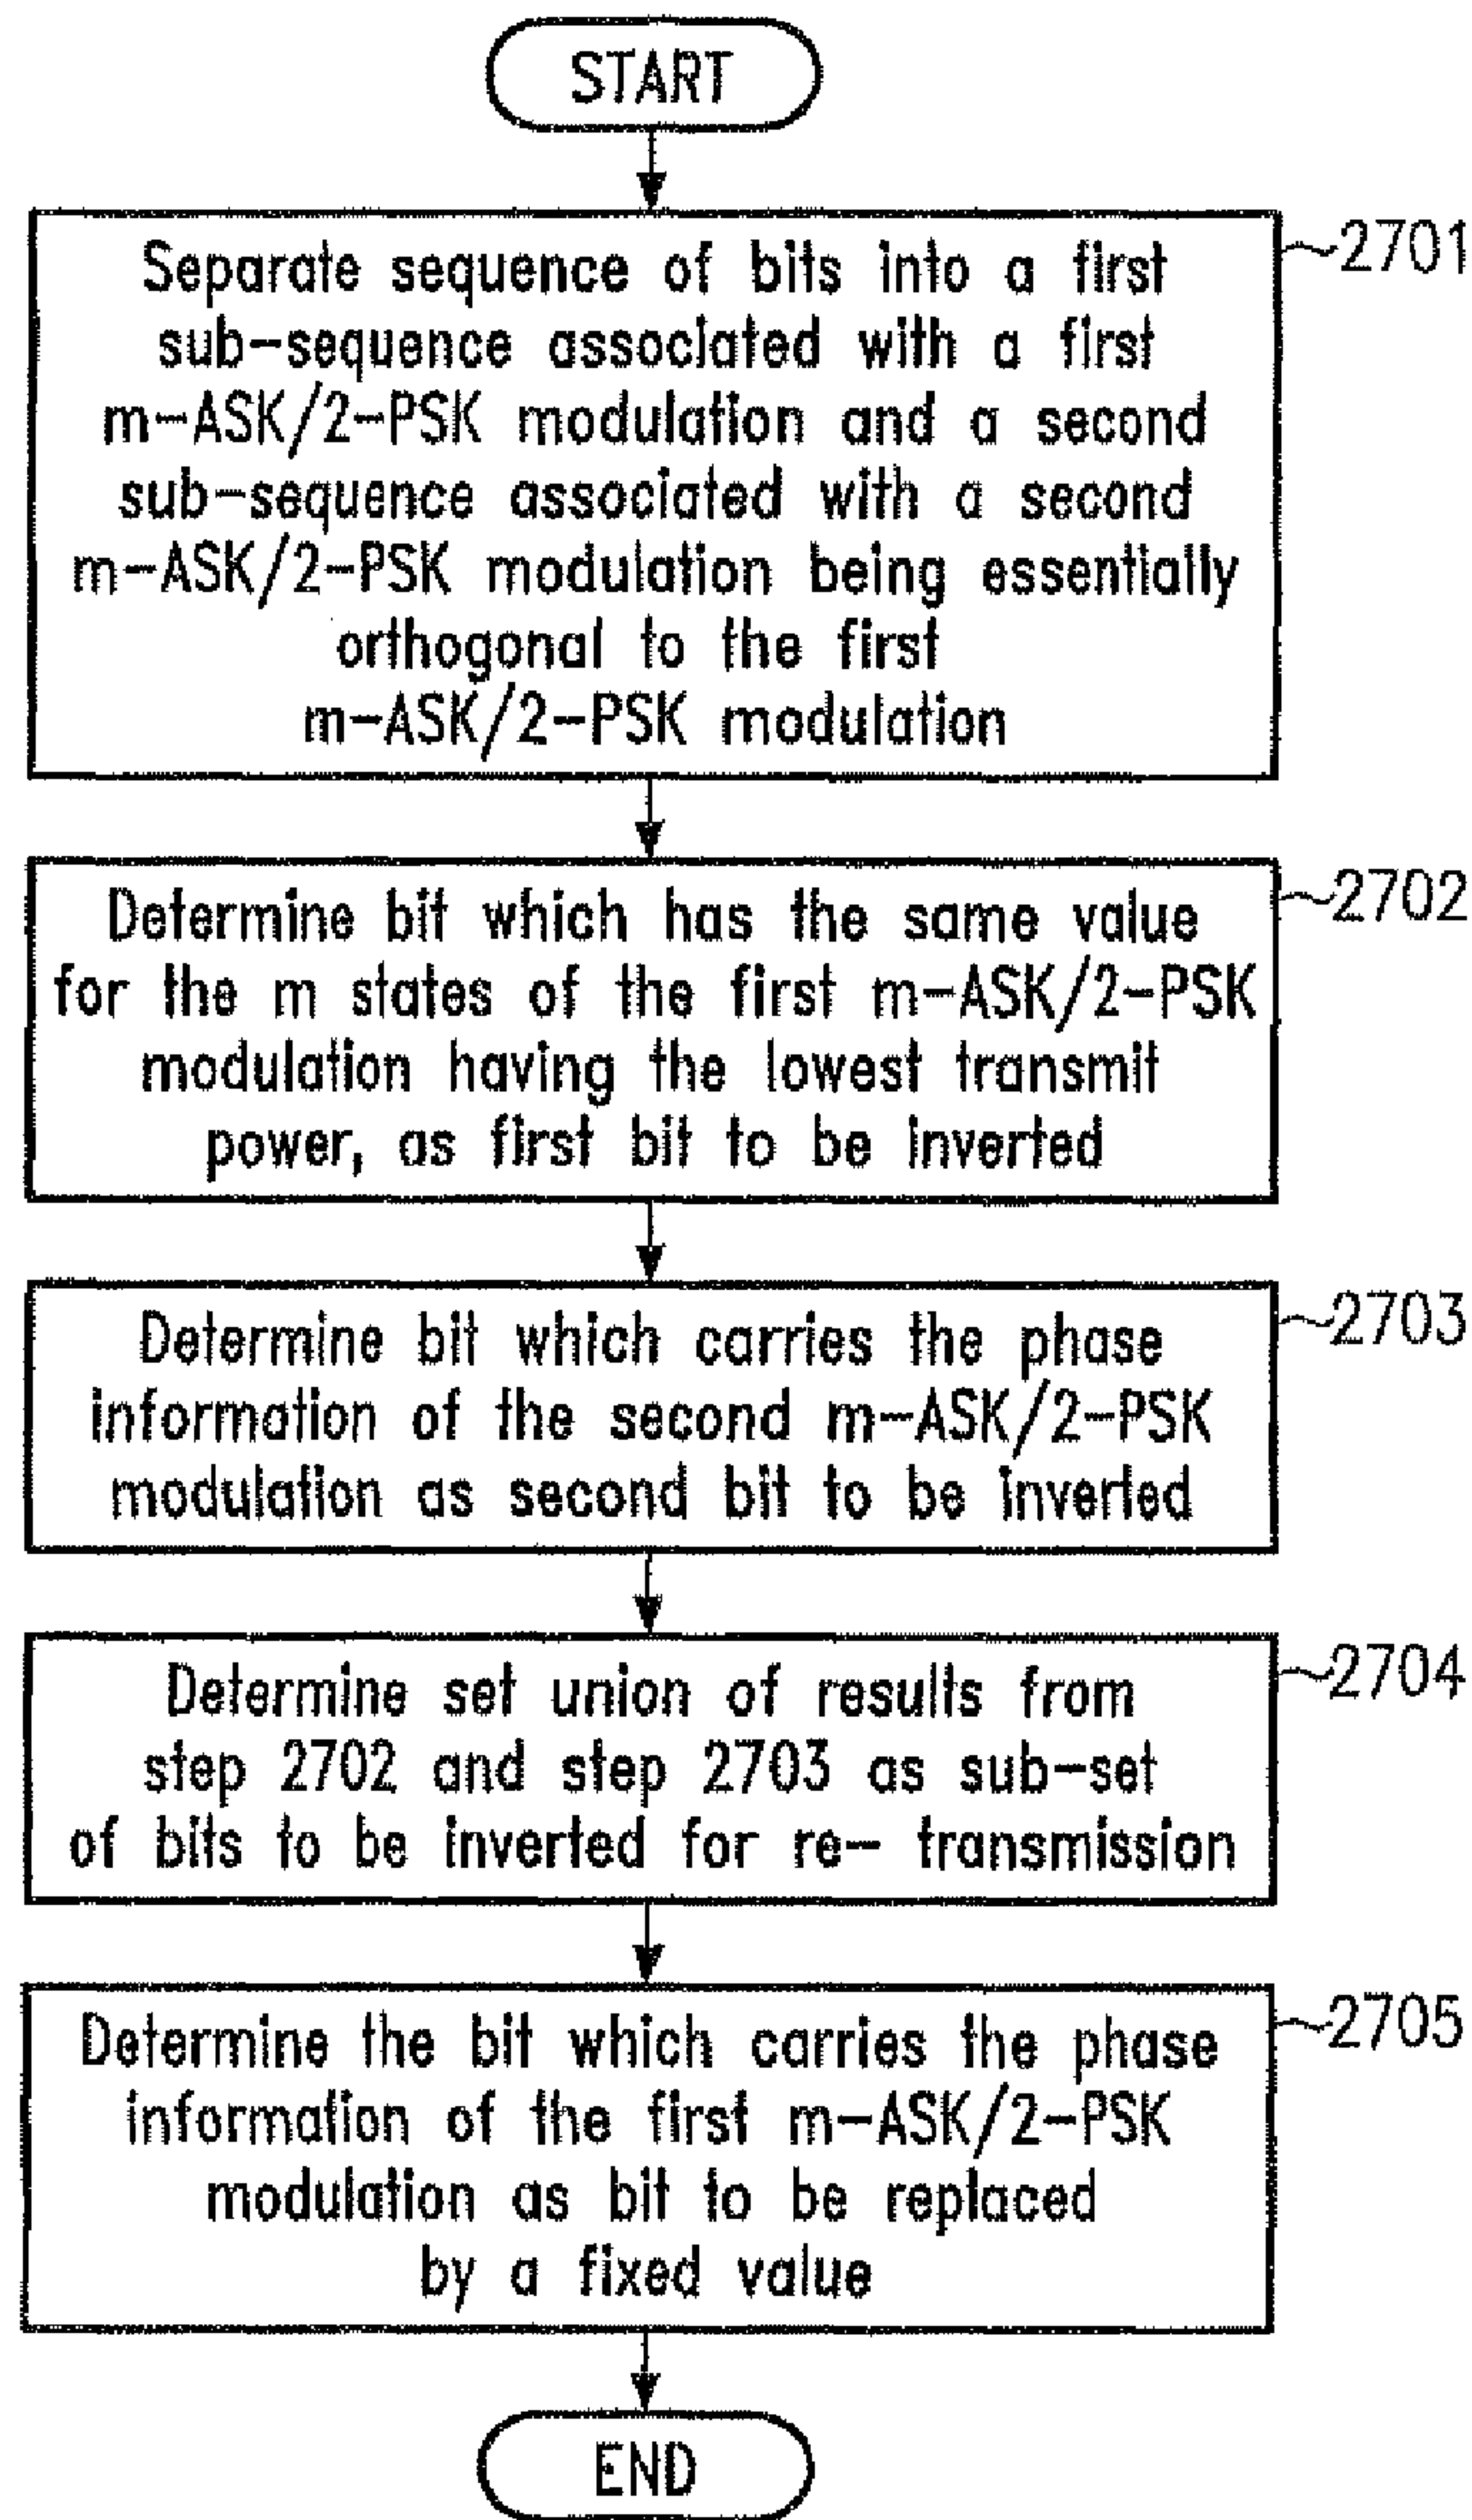 START
Separate sequence of bits into a first
2701
sub-sequence associated with a first
m-ASK/2-PSK modulation and a second
sub-sequence associated with a second
m-ASK/2-PSK modulation being essentially
orthogonal to the first
m-ASK/2-PSK modulation
Determine bit which has the same value
2702
for the m states of the first m-ASK/2-PSK
modulation having the lowest transmit
power, as first bit to be inverted
Determine bit which carries the phase
2703
information of the second m-ASK/2-PSK
modulation as second bit to be inverted
Determine set union of results from
2704
step 2702 and step 2703 as sub-set
of bits to be inverted for re- transmission
Determine the bit which carries the phase
2705
information of the first m-ASK/2-PSK
modulation as bit to be replaced
by a fixed value
END